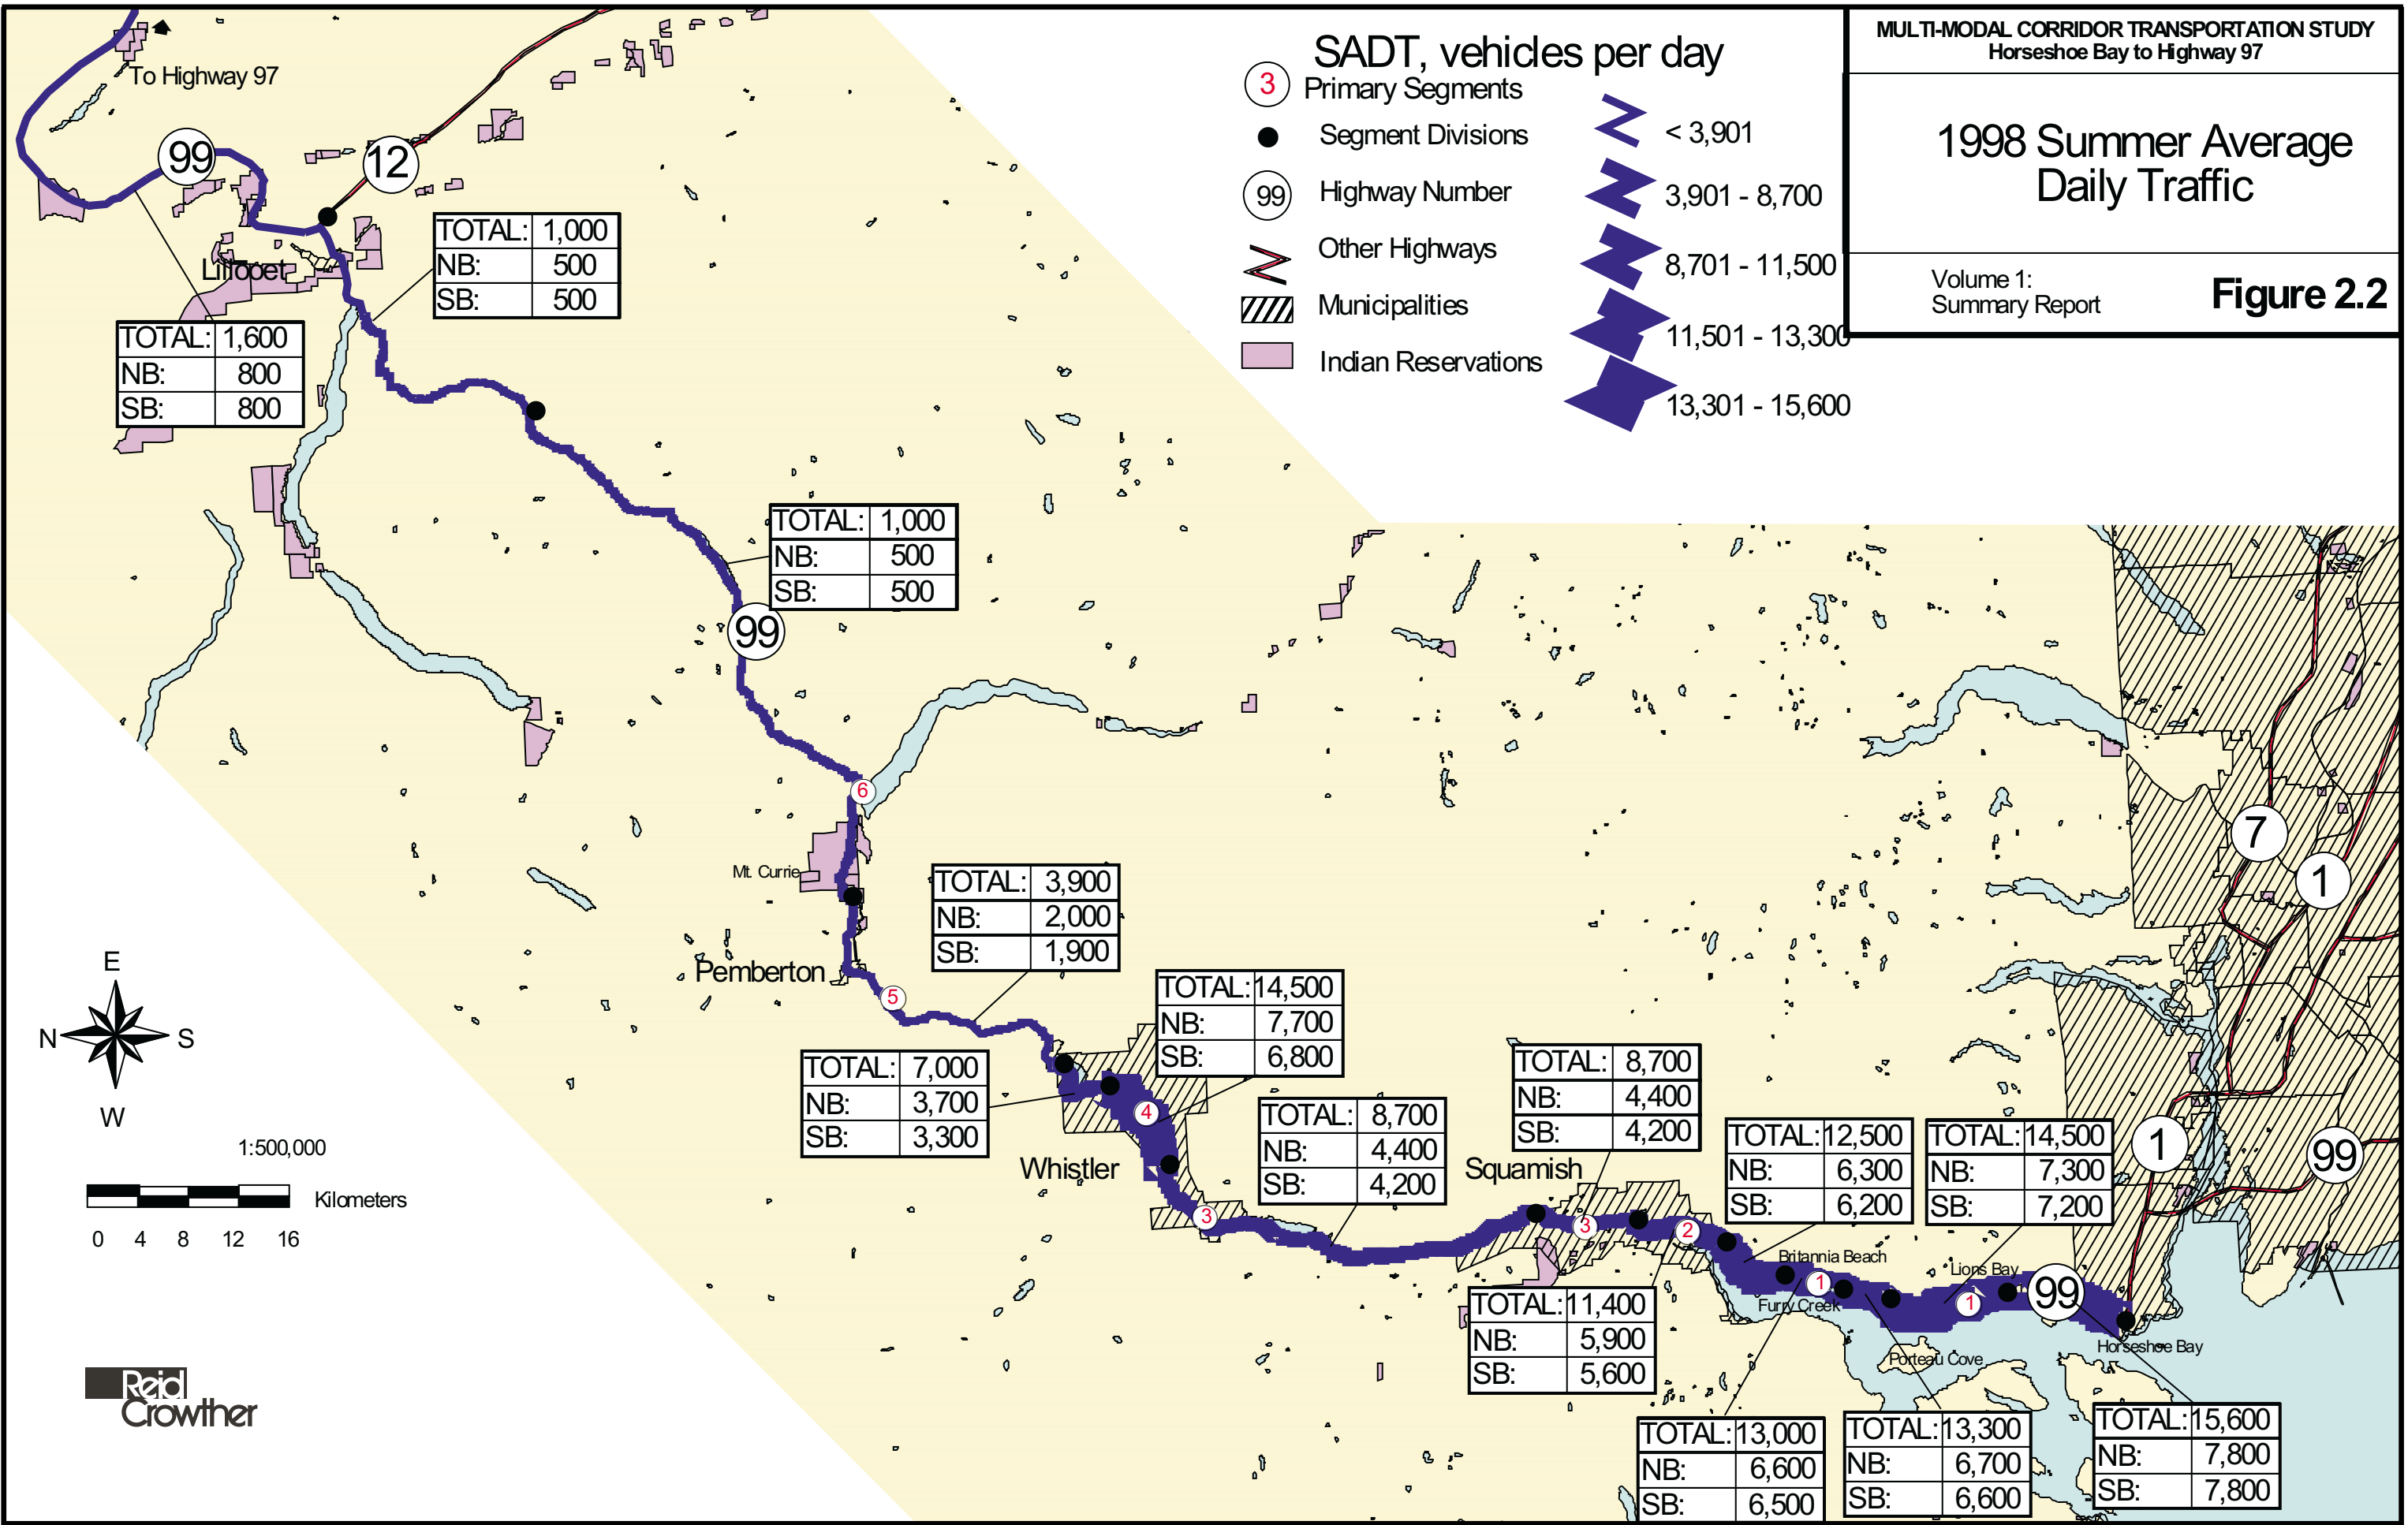 MULTI-MODAL CORRIDOR TRANSPORTATION STUDY
Horseshoe Bay to Highway 97
1998 Summer Average
Daily Traffic
Volume 1:
Summary Report
Figure 2.2
SADT, vehicles per day
3 Primary Segments
Segment Divisions
99 Highway Number
Other Highways
Municipalities
Indian Reservations
< 3,901
3,901 - 8,700
8,701 - 11,500
11,501 - 13,300
13,301 - 15,600
To Highway 97
99
12
Lillooet
TOTAL: 1,000
NB: 500
SB: 500
TOTAL: 1,600
NB: 800
SB: 800
TOTAL: 1,000
NB: 500
SB: 500
99
6
Mt. Currie
TOTAL: 3,900
NB: 2,000
SB: 1,900
Pemberton
5
TOTAL: 14,500
NB: 7,700
SB: 6,800
TOTAL: 7,000
NB: 3,700
SB: 3,300
4
Whistler
3
TOTAL: 8,700
NB: 4,400
SB: 4,200
TOTAL: 8,700
NB: 4,400
SB: 4,200
Squamish
3
2
TOTAL: 12,500
NB: 6,300
SB: 6,200
TOTAL: 14,500
NB: 7,300
SB: 7,200
7
1
1
99
Britannia Beach
1
Furry Creek
Lions Bay
1
99
Porteau Cove
Horseshoe Bay
TOTAL: 11,400
NB: 5,900
SB: 5,600
TOTAL: 13,000
NB: 6,600
SB: 6,500
TOTAL: 13,300
NB: 6,700
SB: 6,600
TOTAL: 15,600
NB: 7,800
SB: 7,800
E
N S
W
1:500,000
Kilometers
0 4 8 12 16
Reid
Crowther